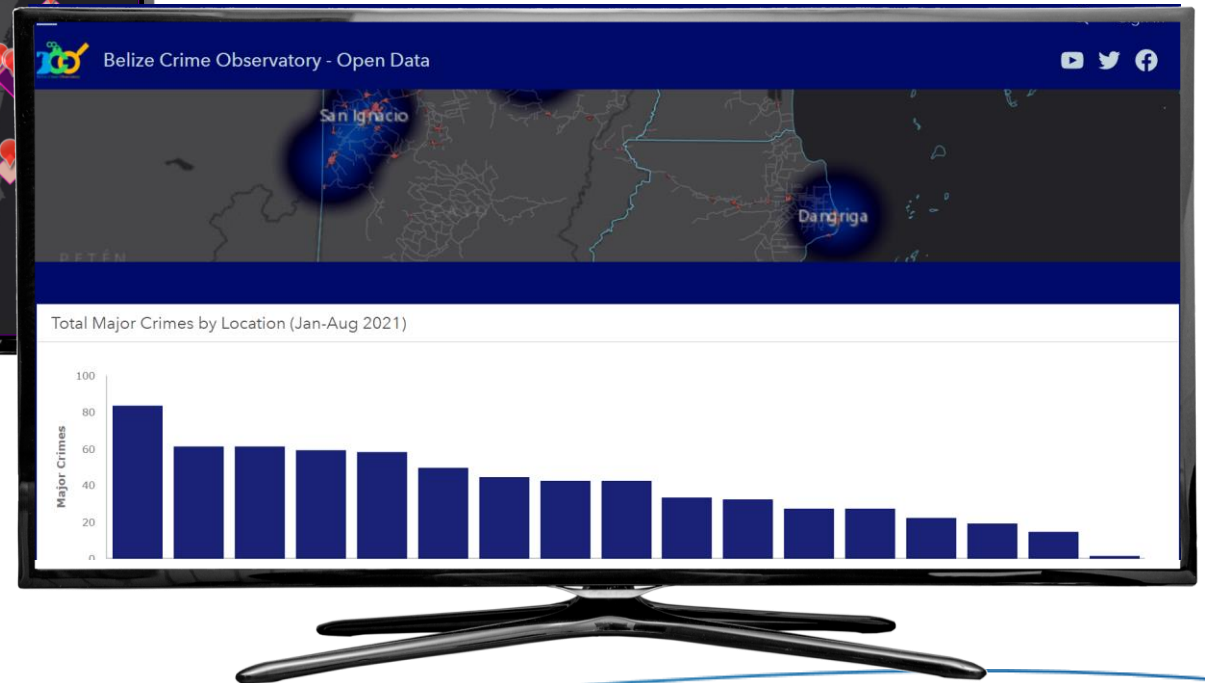 Belize Crime Observatory - Open Data
San Ignacio
Dangriga
PETÉN
Total Major Crimes by Location (Jan-Aug 2021)
Major Crimes
100
80
60
40
20
0